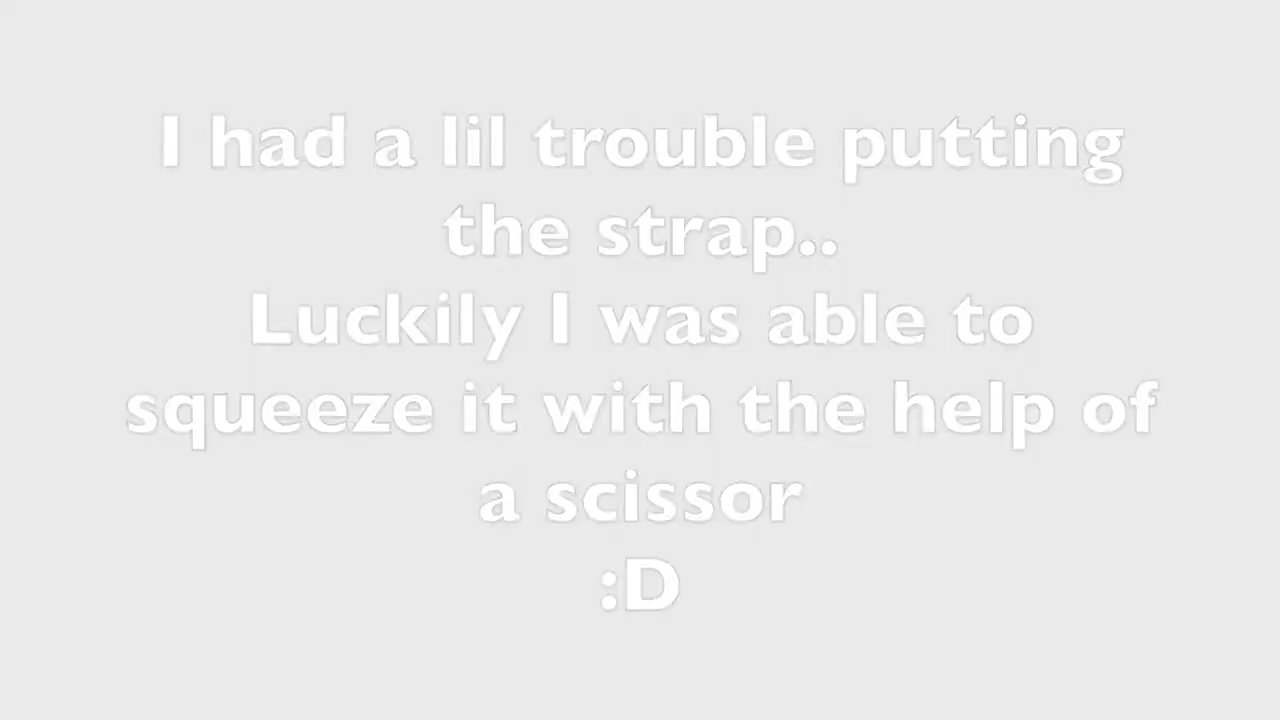 I had a lil trouble putting
the strap..
Luckily I was able to
squeeze it with the help of
a scissor
:D